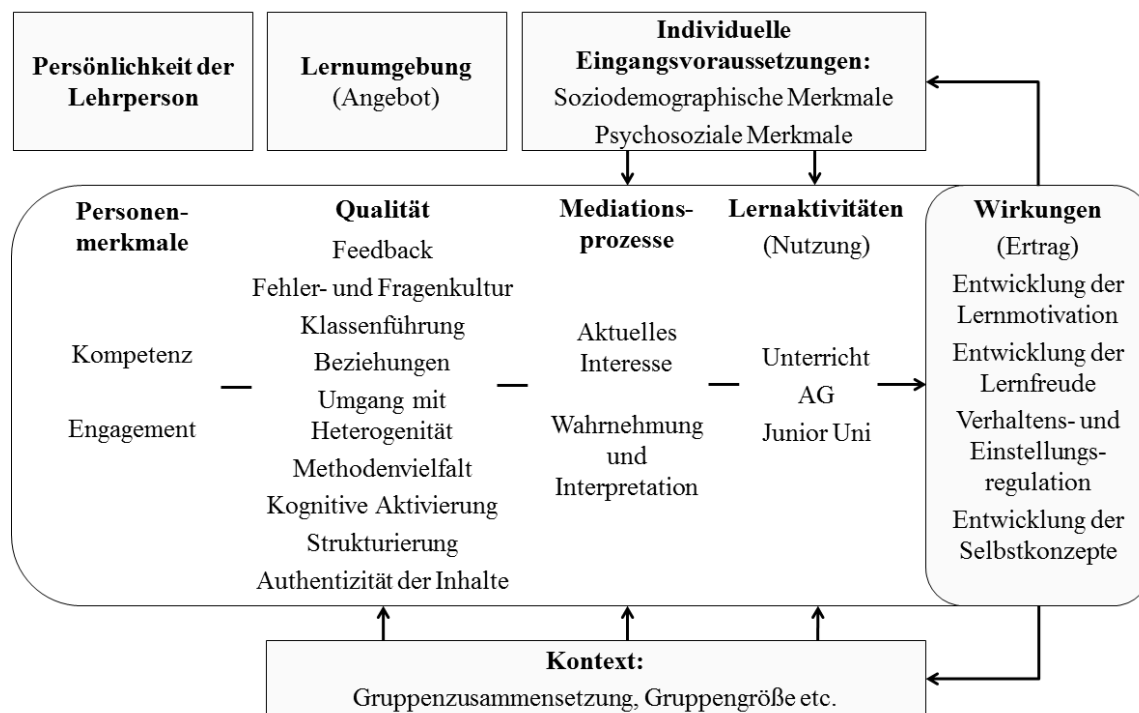 Persönlichkeit der
Lehrperson
Lernumgebung
(Angebot)
Individuelle
Eingangsvoraussetzungen:
Soziodemographische Merkmale
Psychosoziale Merkmale
Personen-
merkmale
Kompetenz
Engagement
Qualität
Feedback
Fehler- und Fragenkultur
Klassenführung
Beziehungen
Umgang mit
Heterogenität
Methodenvielfalt
Kognitive Aktivierung
Strukturierung
Authentizität der Inhalte
Mediations-
prozesse
Aktuelles
Interesse
Wahrnehmung
und
Interpretation
Lernaktivitäten
(Nutzung)
Unterricht
AG
Junior Uni
Wirkungen
(Ertrag)
Entwicklung der
Lernmotivation
Entwicklung der
Lernfreude
Verhaltens- und
Einstellungs-
regulation
Entwicklung der
Selbstkonzepte
Kontext:
Gruppenzusammensetzung, Gruppengröße etc.